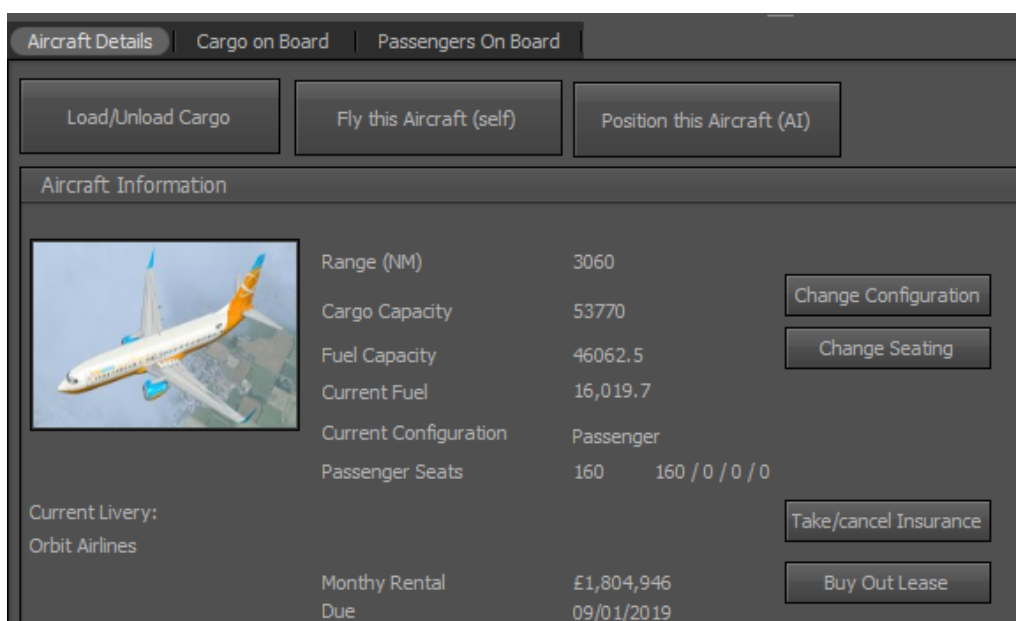 Aircraft Details Cargo on Board Passengers On Board
Load/Unload Cargo Fly this Aircraft (self) Position this Aircraft (AI)
Aircraft Information
Range (NM) 3060
Change Configuration
Cargo Capacity 53770
Change Seating
Fuel Capacity 46062.5
Current Fuel 16,019.7
Current Configuration Passenger
Passenger Seats 160 160 / 0 / 0 / 0
Current Livery:
Take/cancel Insurance
Orbit Airlines
Monthy Rental £1,804,946
Buy Out Lease
Due 09/01/2019